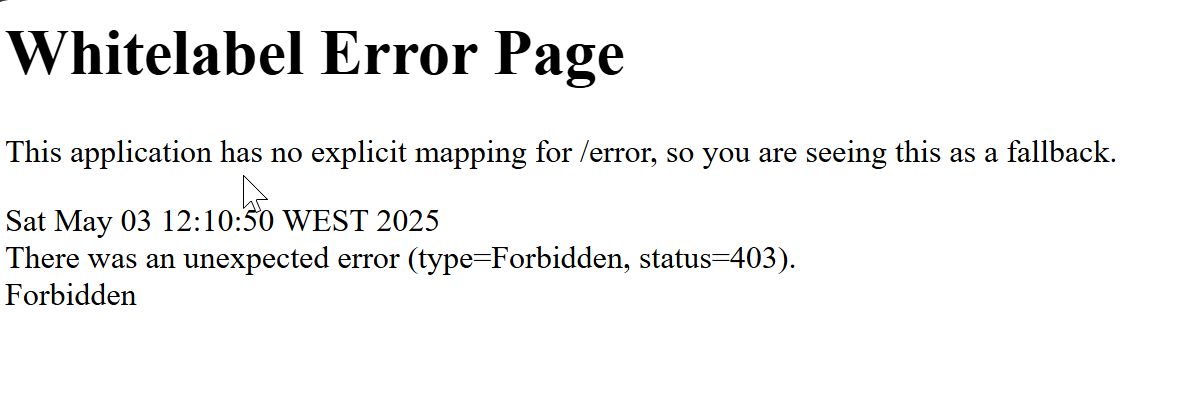 Whitelabel Error Page
This application has no explicit mapping for /error, so you are seeing this as a fallback.
Sat May 03 12:10:50 WEST 2025
There was an unexpected error (type=Forbidden, status=403).
Forbidden